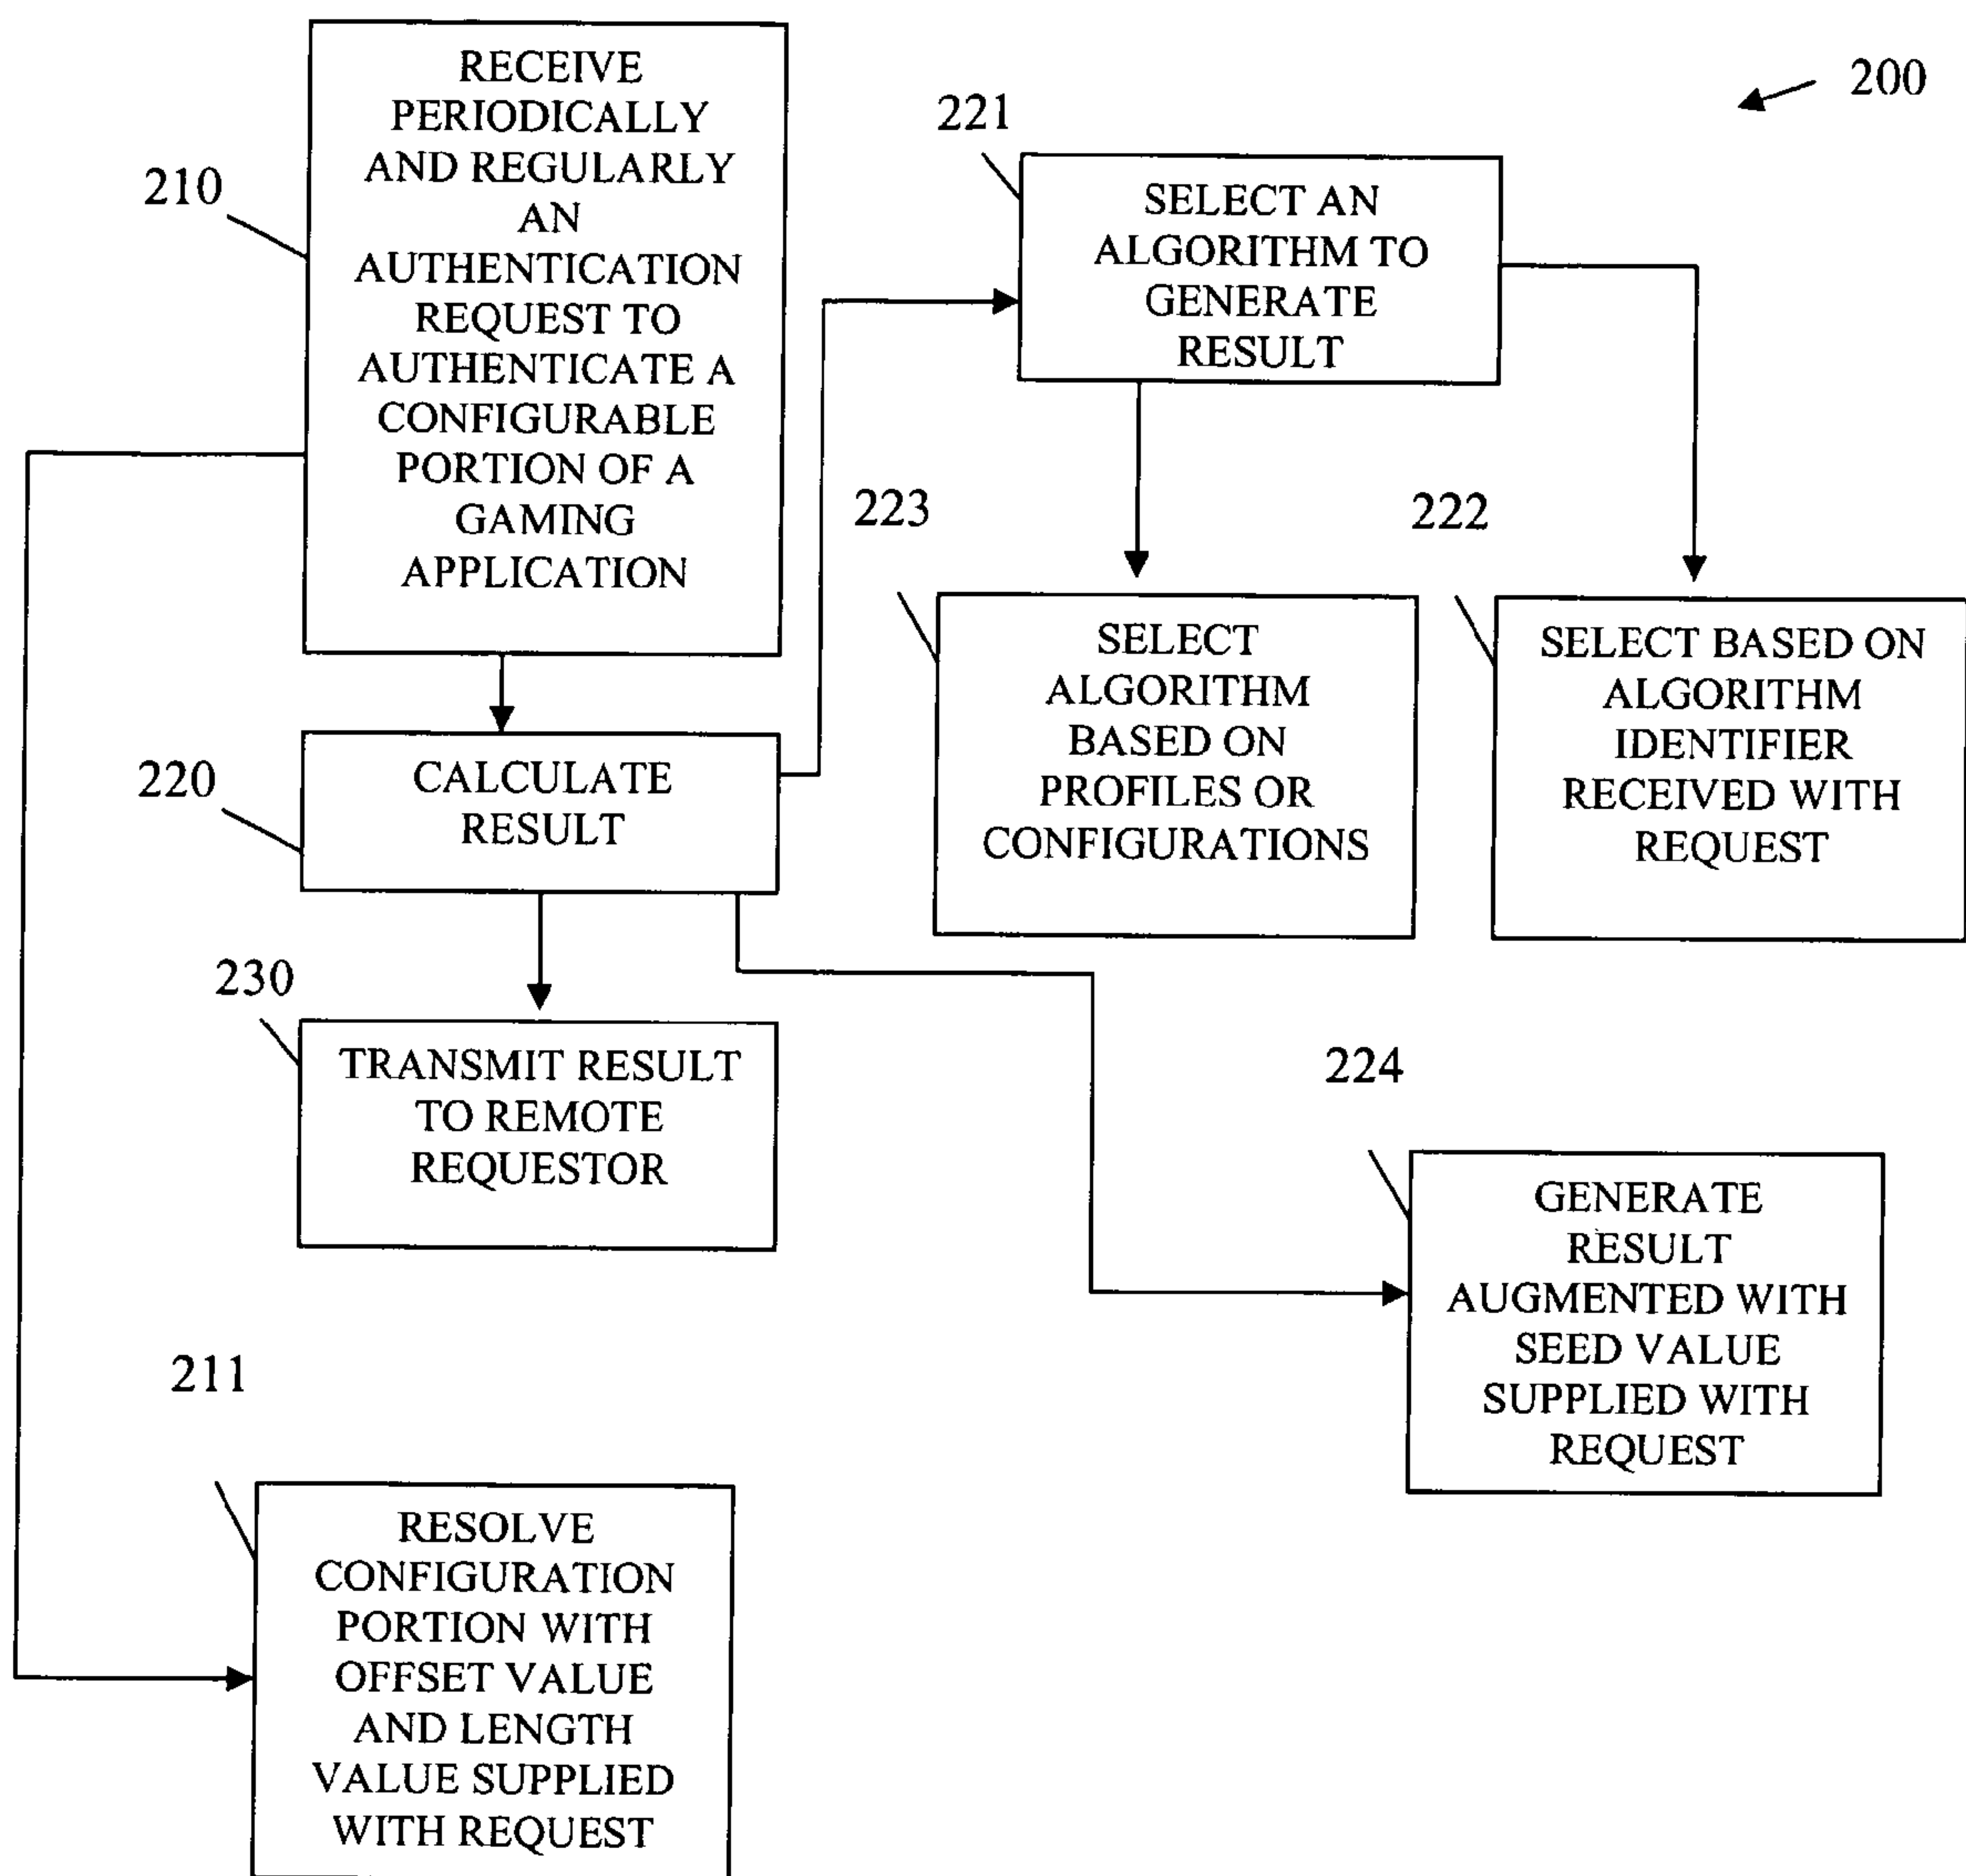 200
210
RECEIVE
PERIODICALLY
AND REGULARLY
AN
AUTHENTICATION
REQUEST TO
AUTHENTICATE A
CONFIGURABLE
PORTION OF A
GAMING
APPLICATION
221
SELECT AN
ALGORITHM TO
GENERATE
RESULT
223
SELECT
ALGORITHM
BASED ON
PROFILES OR
CONFIGURATIONS
222
SELECT BASED ON
ALGORITHM
IDENTIFIER
RECEIVED WITH
REQUEST
220
CALCULATE
RESULT
230
TRANSMIT RESULT
TO REMOTE
REQUESTOR
224
GENERATE
RESULT
AUGMENTED WITH
SEED VALUE
SUPPLIED WITH
REQUEST
211
RESOLVE
CONFIGURATION
PORTION WITH
OFFSET VALUE
AND LENGTH
VALUE SUPPLIED
WITH REQUEST